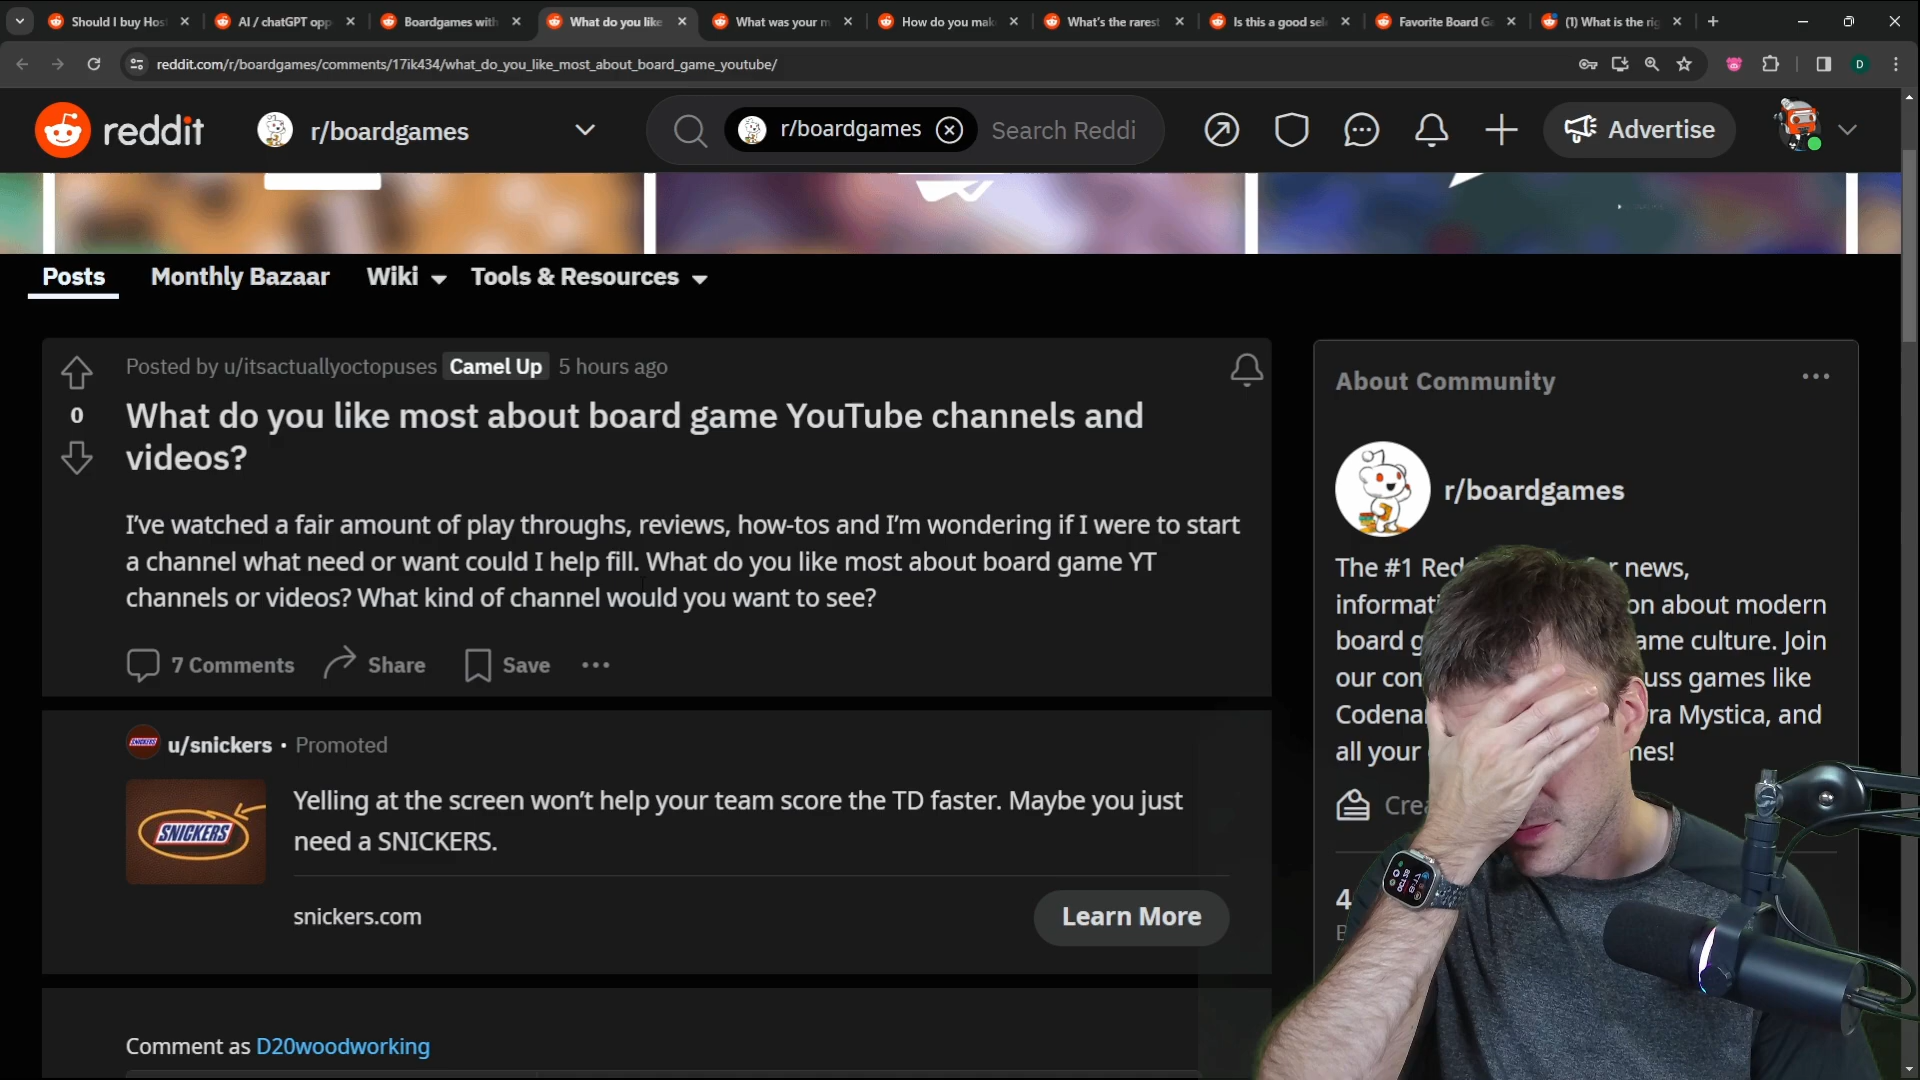 Should I buy Hos
AI / chatGPT opp
Boardgames with
What do you like
What was your m
How do you mak
What's the rarest
Is this a good sel
Favorite Board G
(1) What is the rig
reddit.com/r/boardgames/comments/17ik434/what_do_you_like_most_about_board_game_youtube/
D
reddit
r/boardgames
r/boardgames
Search Reddi
Advertise
Posts
Monthly Bazaar
Wiki
Tools & Resources
Posted by u/itsactuallyoctopuses Camel Up 5 hours ago
0
What do you like most about board game YouTube channels and
videos?
I've watched a fair amount of play throughs, reviews, how-tos and I'm wondering if I were to start
a channel what need or want could I help fill. What do you like most about board game YT
channels or videos? What kind of channel would you want to see?
7 Comments
Share
Save
u/snickers • Promoted
SNICKERS
Yelling at the screen won't help your team score the TD faster. Maybe you just
need a SNICKERS.
snickers.com
Learn More
Comment as D20woodworking
About Community
r/boardgames
The #1 Red r news,
informati on about modern
board g ame culture. Join
our con uss games like
Codena ra Mystica, and
all your mes!
Crea
4